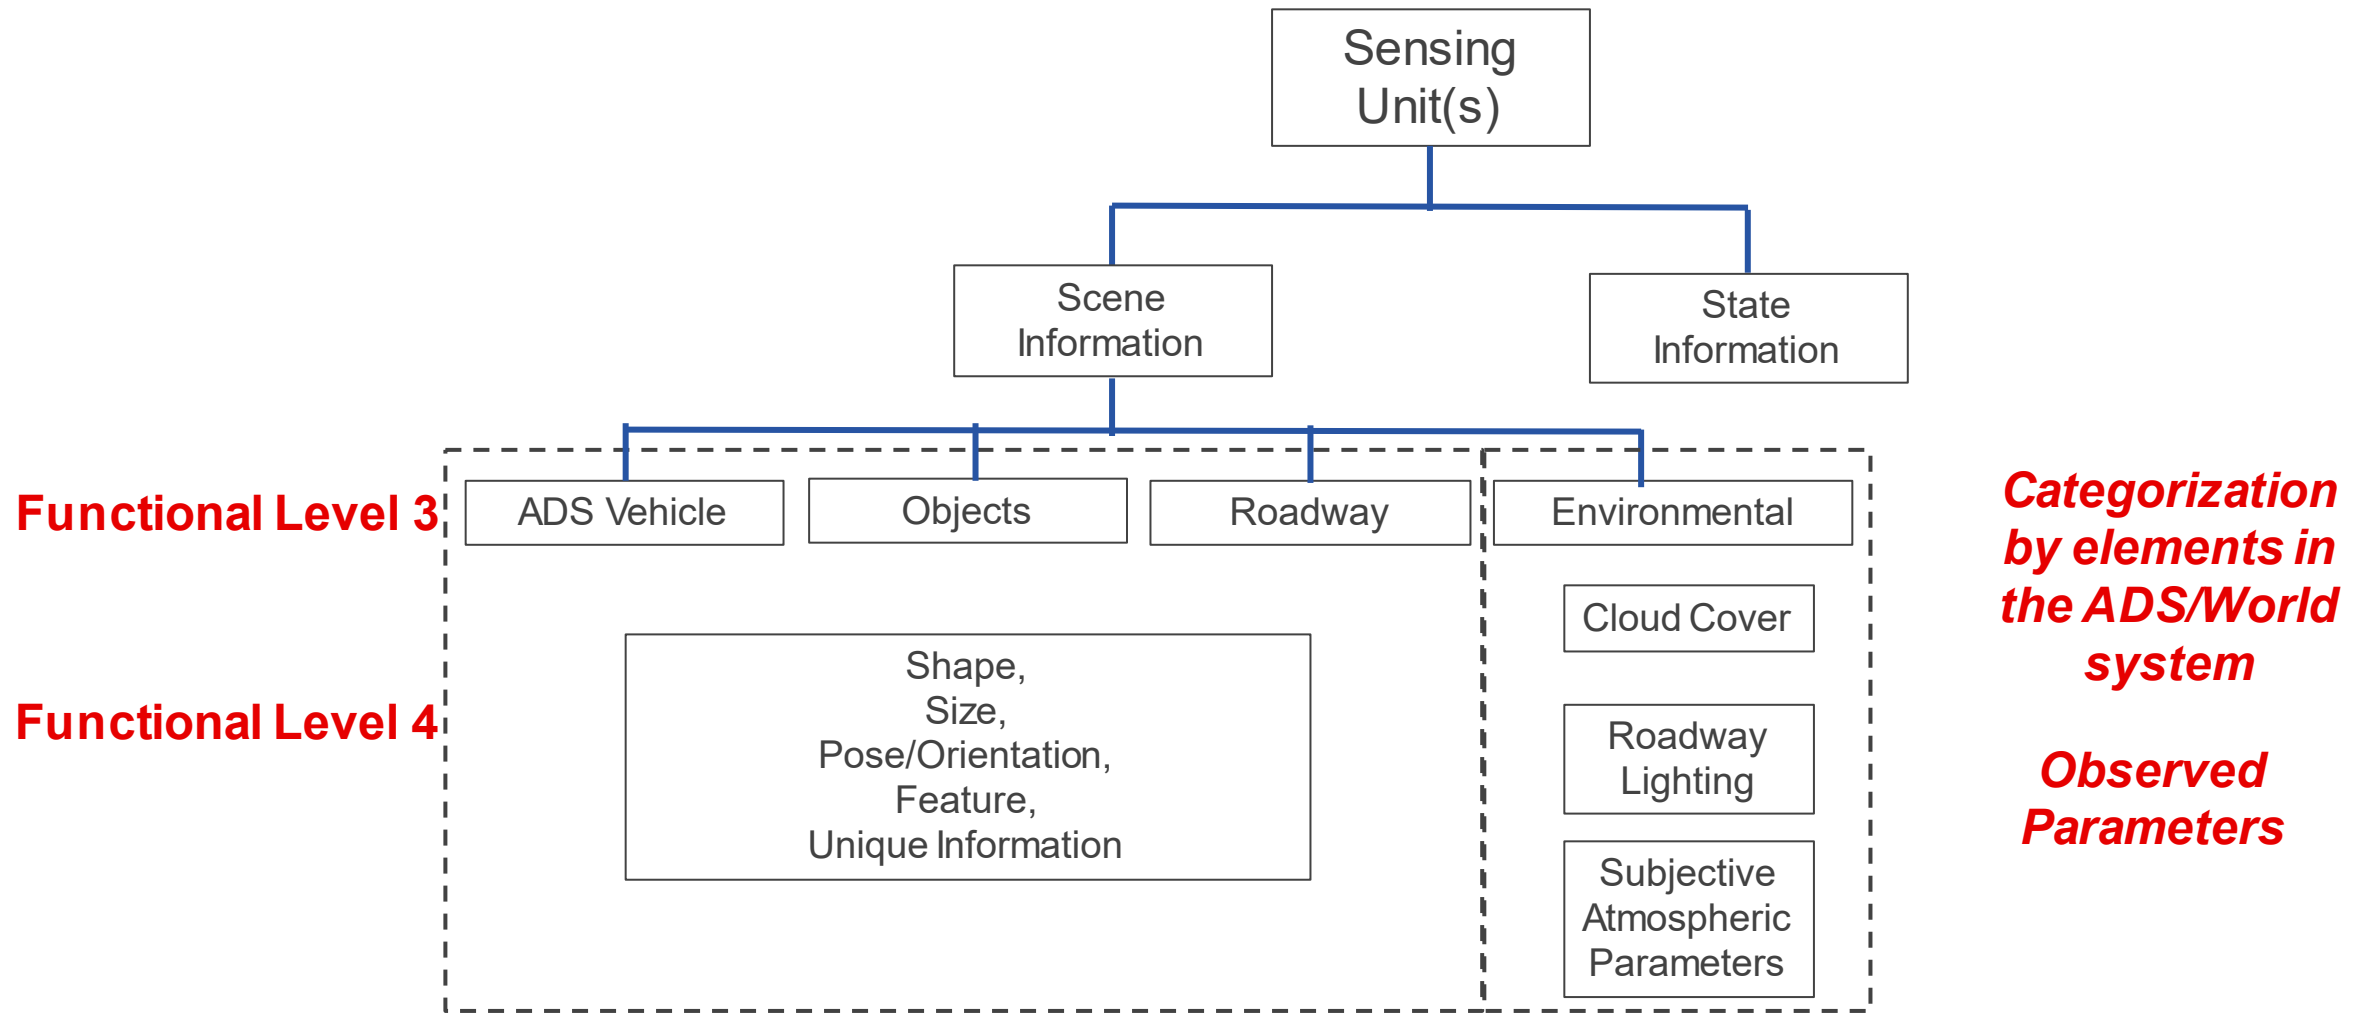 Sensing
Unit(s)
Scene
Information
State
Information
Functional Level 3
ADS Vehicle
Objects
Roadway
Environmental
Categorization
by elements in
the ADS/World
system
Functional Level 4
Shape,
Size,
Pose/Orientation,
Feature,
Unique Information
Cloud Cover
Roadway
Lighting
Subjective
Atmospheric
Parameters
Observed
Parameters